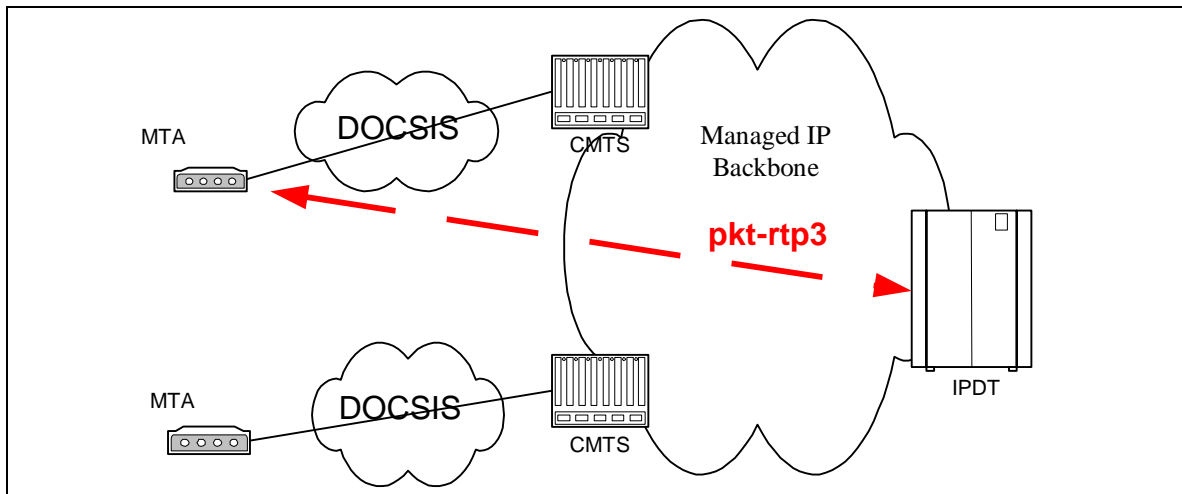 MTA
DOCSIS
CMTS
Managed IP
Backbone
pkt-rtp3
IPDT
MTA
DOCSIS
CMTS